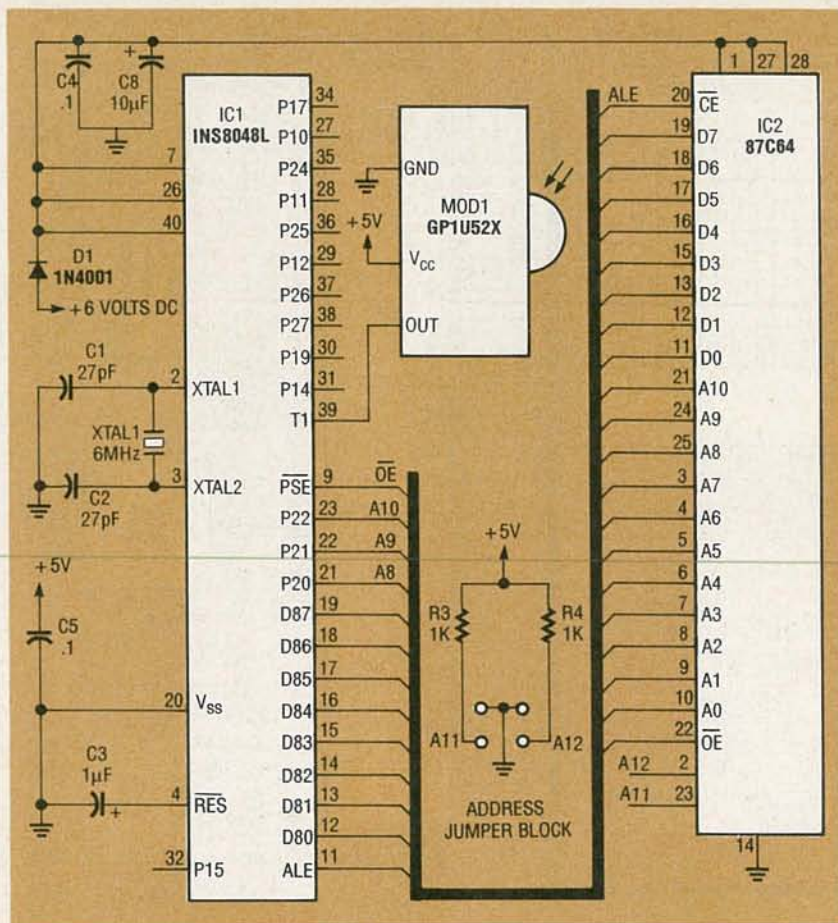 C4
.1
+
C8
10µF
7
26
40
D1
1N4001
+6 VOLTS DC
C1
27pF
2
XTAL1
6MHz
3
C2
27pF
+5V
C5
.1
20
C3
1µF
+
4
32
IC1
INS8048L
P17 34
P10 27
P24 35
P11 28
P25 36
P12 29
P26 37
P27 38
P19 30
P14 31
XTAL1
T1 39
XTAL2
PSE 9 OE
P22 23 A10
P21 22 A9
P20 21 A8
D87 19
D86 18
D85 17
VSS
D84 16
D83 15
D82 14
RES
D81 13
D80 12
P15
ALE 11
GND
+5V
VCC
OUT
MOD1
GP1U52X
+5V
R3
1K
R4
1K
A11
A12
ADDRESS
JUMPER BLOCK
1 27 28
IC2
87C64
ALE 20 CE
19 D7
18 D6
17 D5
16 D4
15 D3
13 D2
12 D1
11 D0
21 A10
24 A9
25 A8
3 A7
4 A6
5 A5
6 A4
7 A3
8 A2
9 A1
10 A0
22 OE
A12 2
A11 23
14